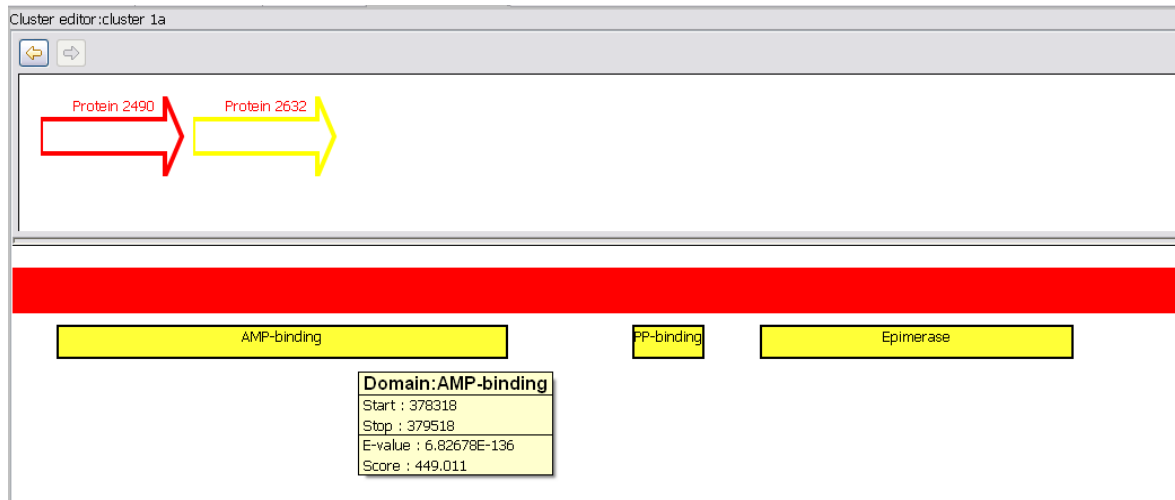 Cluster editor:cluster 1a
Protein 2490 Protein 2632
AMP-binding PP-binding Epimerase
Domain:AMP-binding
Start : 378318
Stop : 379518
E-value : 6.82678E-136
Score : 449.011